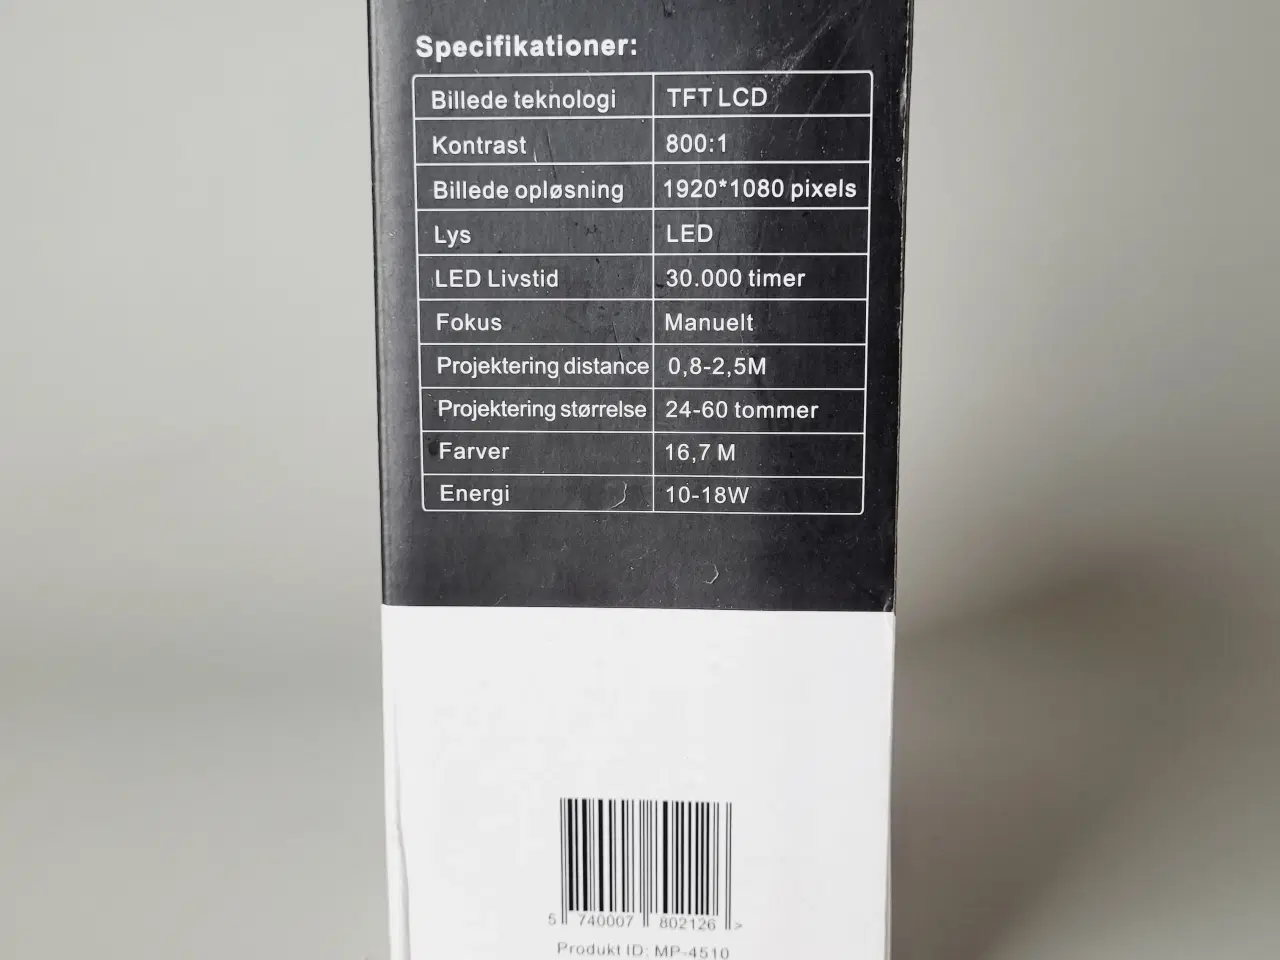 Specifikationer:
Billede teknologi TFT LCD
Kontrast 800:1
Billede opløsning 1920*1080 pixels
Lys LED
LED Livstid 30.000 timer
Fokus Manuelt
Projektering distance 0,8-2,5M
Projektering størrelse 24-60 tommer
Farver 16,7 M
Energi 10-18W
5 740007 802126 >
Produkt ID: MP-4510